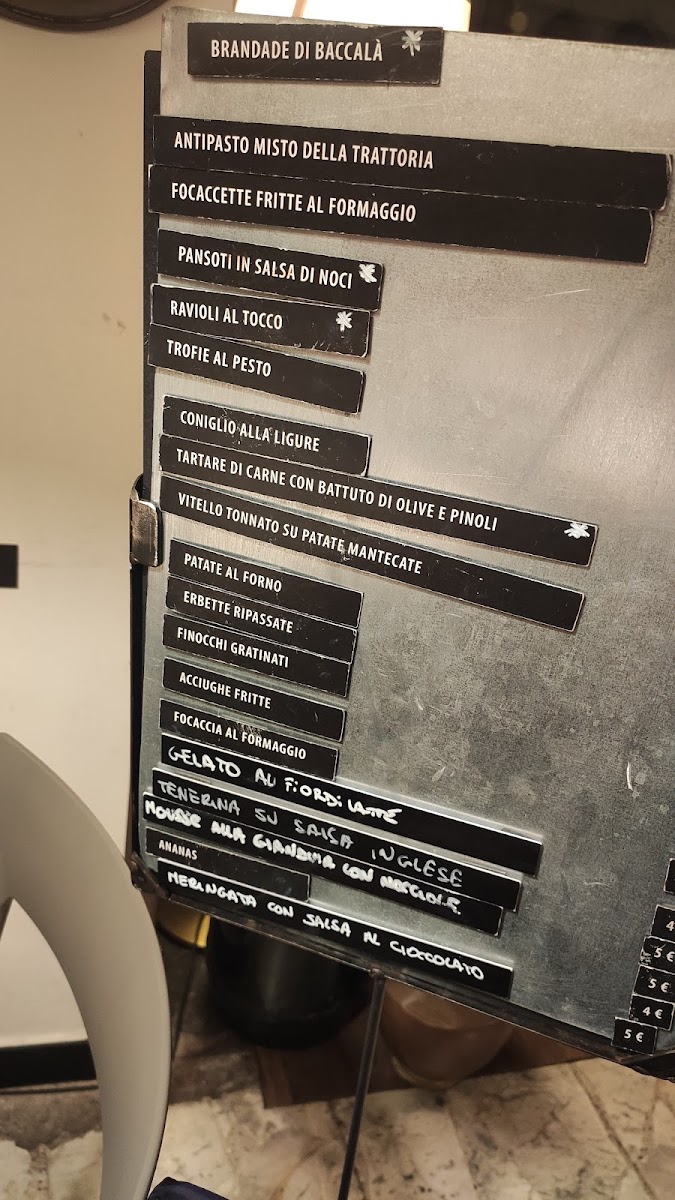 BRANDADE DI BACCALÀ *
ANTIPASTO MISTO DELLA TRATTORIA
FOCACCETTE FRITTE AL FORMAGGIO
PANSOTI IN SALSA DI NOCI *
RAVIOLI AL TOCCO *
TROFIE AL PESTO
CONIGLIO ALLA LIGURE
TARTARE DI CARNE CON BATTUTO DI OLIVE E PINOLI *
VITELLO TONNATO SU PATATE MANTECATE
PATATE AL FORNO
ERBETTE RIPASSATE
FINOCCHI GRATINATI
ACCIUGHE FRITTE
FOCACCIA AL FORMAGGIO
GELATO AL FIORDILATTE
TENERINA SU SALSA INGLESE
MOUSSE ALLA GIANDUIA CON NOCCIOLE
ANANAS
MERINGATA CON SALSA AL CIOCCOLATO
4
5 €
5 €
4 €
5 €